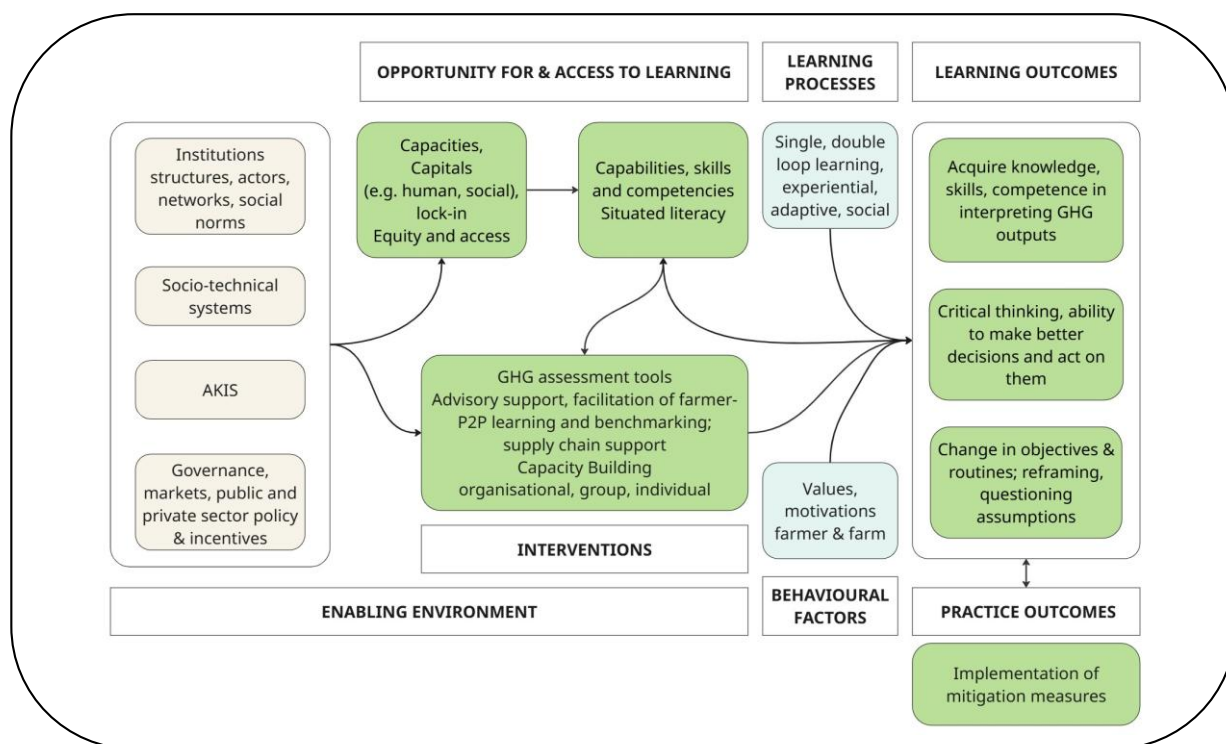 OPPORTUNITY FOR & ACCESS TO LEARNING
LEARNING
PROCESSES
LEARNING OUTCOMES
Institutions
structures, actors,
networks, social
norms
Socio-technical
systems
AKIS
Governance,
markets, public and
private sector policy
& incentives
Capacities,
Capitals
(e.g. human, social),
lock-in
Equity and access
Capabilities, skills
and competencies
Situated literacy
Single, double
loop learning,
experiential,
adaptive, social
Acquire knowledge,
skills, competence in
interpreting GHG
outputs
Critical thinking, ability
to make better
decisions and act on
them
Change in objectives &
routines; reframing,
questioning
assumptions
GHG assessment tools
Advisory support, facilitation of farmer-
P2P learning and benchmarking;
supply chain support
Capacity Building
organisational, group, individual
Values,
motivations
farmer & farm
INTERVENTIONS
ENABLING ENVIRONMENT
BEHAVIOURAL
FACTORS
PRACTICE OUTCOMES
Implementation of
mitigation measures